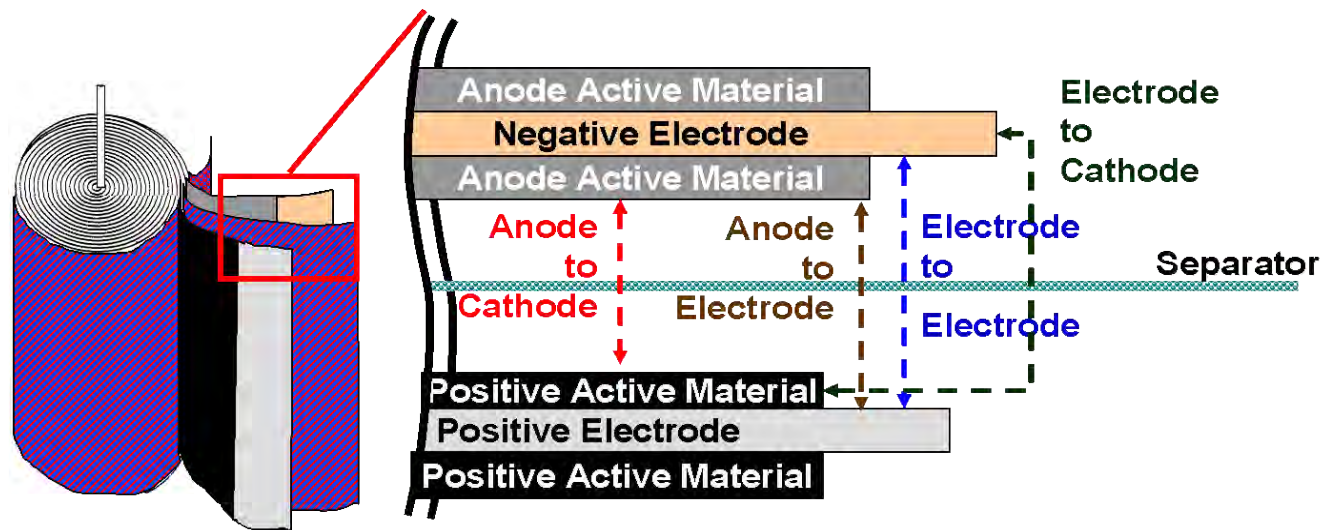 Anode Active Material
Negative Electrode
Anode Active Material
Electrode
to
Cathode
Anode
to
Cathode
Anode
to
Electrode
Electrode
to
Electrode
Separator
Positive Active Material
Positive Electrode
Positive Active Material